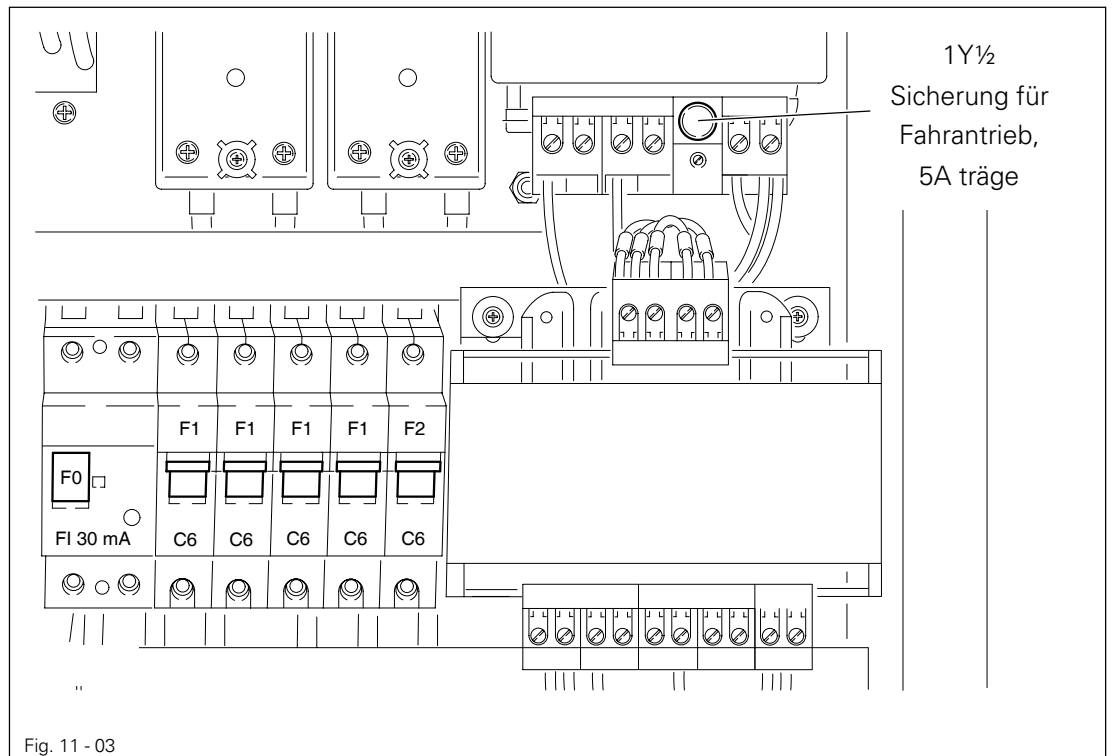 1Y½
Sicherung für
Fahrantrieb,
5A träge
F1 F1 F1 F1 F2
F0
FI 30 mA C6 C6 C6 C6 C6
Fig. 11 - 03